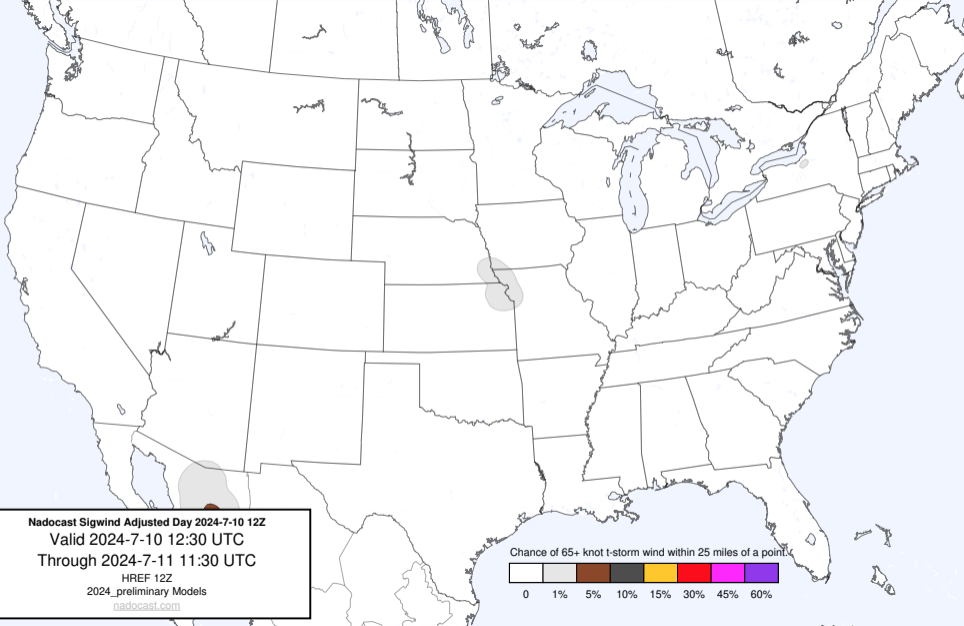 Nadocast Sigwind Adjusted Day 2024-7-10 12Z
Valid 2024-7-10 12:30 UTC
Through 2024-7-11 11:30 UTC
HREF 12Z
2024_preliminary Models
nadocast.com
Chance of 65+ knot t-storm wind within 25 miles of a point.
0 1% 5% 10% 15% 30% 45% 60%